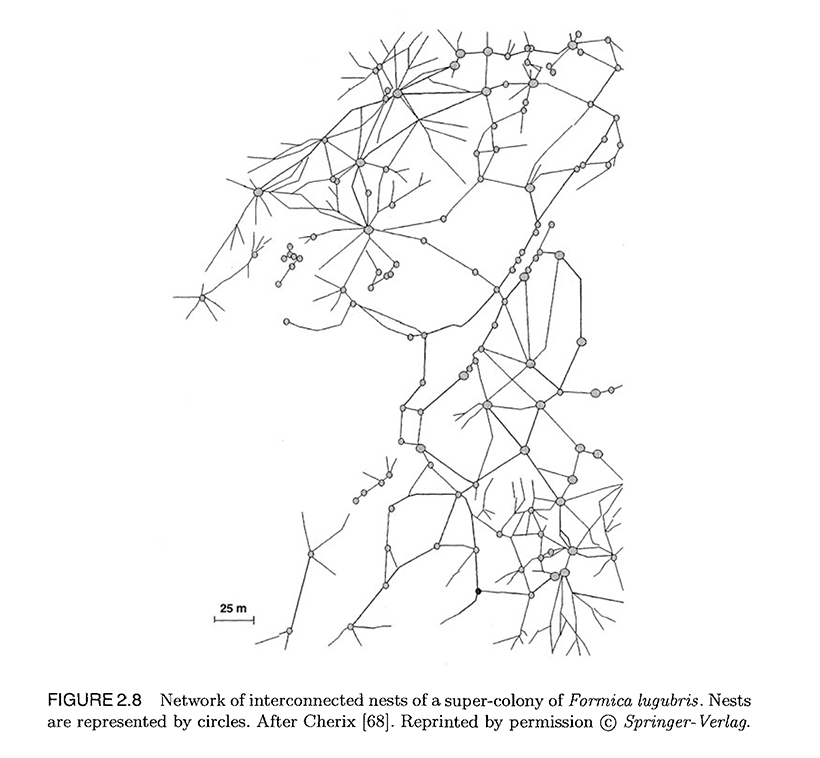 25 m
FIGURE 2.8 Network of interconnected nests of a super-colony of Formica lugubris. Nests
are represented by circles. After Cherix [68]. Reprinted by permission © Springer-Verlag.